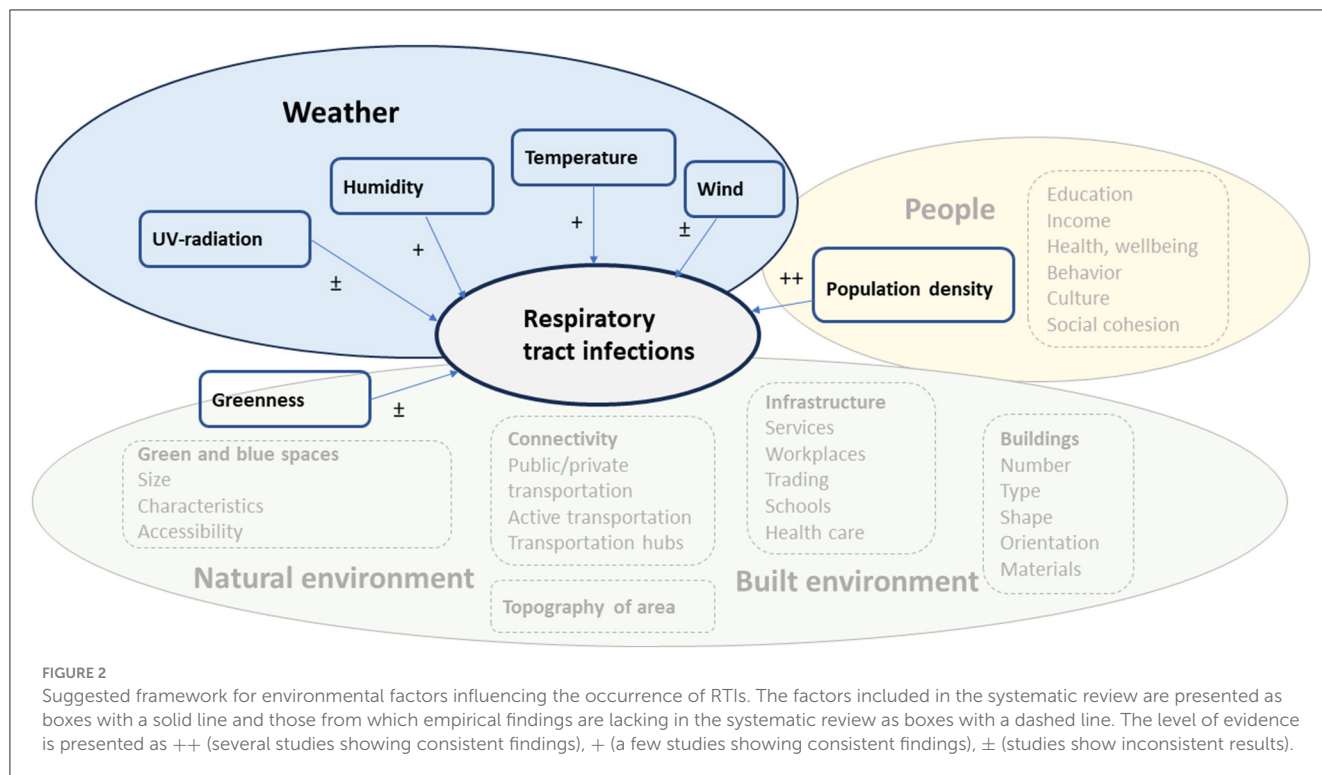 Weather
Temperature
Humidity
Wind
UV-radiation
+
+
±
±
People
Education
Income
Health, wellbeing
Behavior
Culture
Social cohesion
++
Population density
Respiratory
tract infections
Greenness
±
Green and blue spaces
Size
Characteristics
Accessibility
Connectivity
Public/private
transportation
Active transportation
Transportation hubs
Infrastructure
Services
Workplaces
Trading
Schools
Health care
Buildings
Number
Type
Shape
Orientation
Materials
Natural environment
Built environment
Topography of area
FIGURE 2
Suggested framework for environmental factors influencing the occurrence of RTIs. The factors included in the systematic review are presented as
boxes with a solid line and those from which empirical findings are lacking in the systematic review as boxes with a dashed line. The level of evidence
is presented as ++ (several studies showing consistent findings), + (a few studies showing consistent findings), ± (studies show inconsistent results).